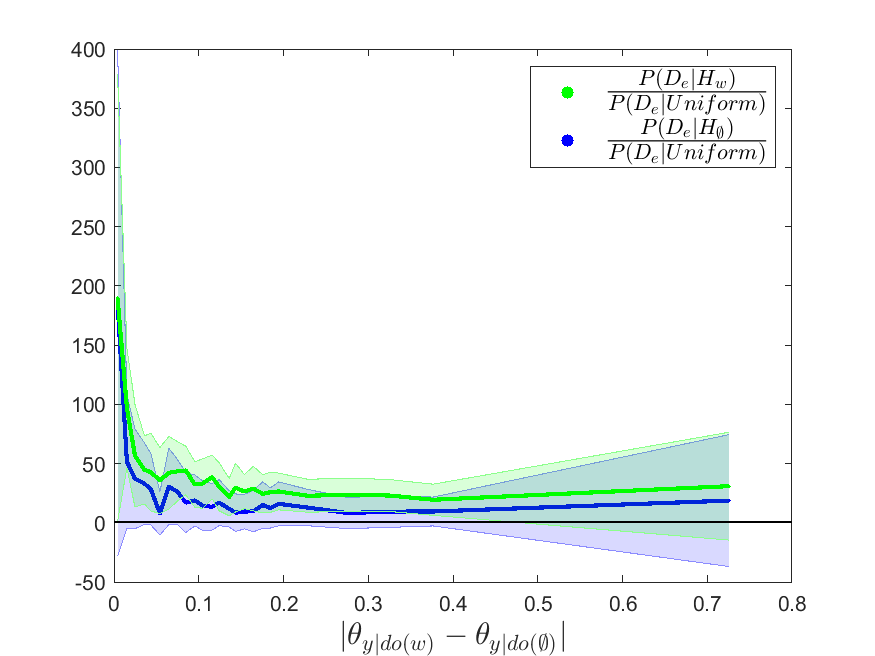 400
350
300
250
200
150
100
50
0
-50
0 0.1 0.2 0.3 0.4 0.5 0.6 0.7 0.8
|θ_{y|do(w)} − θ_{y|do(∅)}|
P(D_e|H_w)
P(D_e|Uniform)
P(D_e|H_∅)
P(D_e|Uniform)